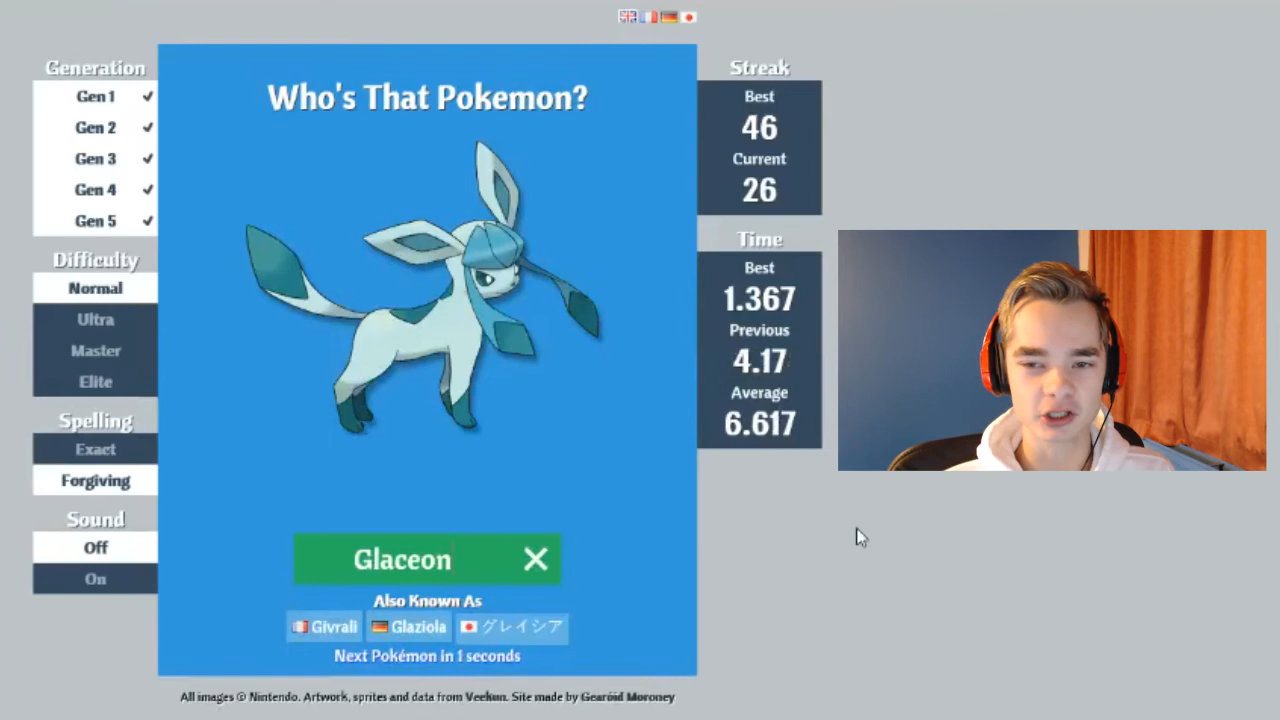 Generation
Gen 1
Gen 2
Gen 3
Gen 4
Gen 5
Difficulty
Normal
Ultra
Master
Elite
Spelling
Exact
Forgiving
Sound
Off
On
Who's That Pokemon?
Glaceon
Also Known As
Givrali Glaziola グレイシア
Next Pokémon in 1 seconds
Streak
Best
46
Current
26
Time
Best
1.367
Previous
4.17
Average
6.617
All images © Nintendo. Artwork, sprites and data from Veekun. Site made by Gearóid Moroney